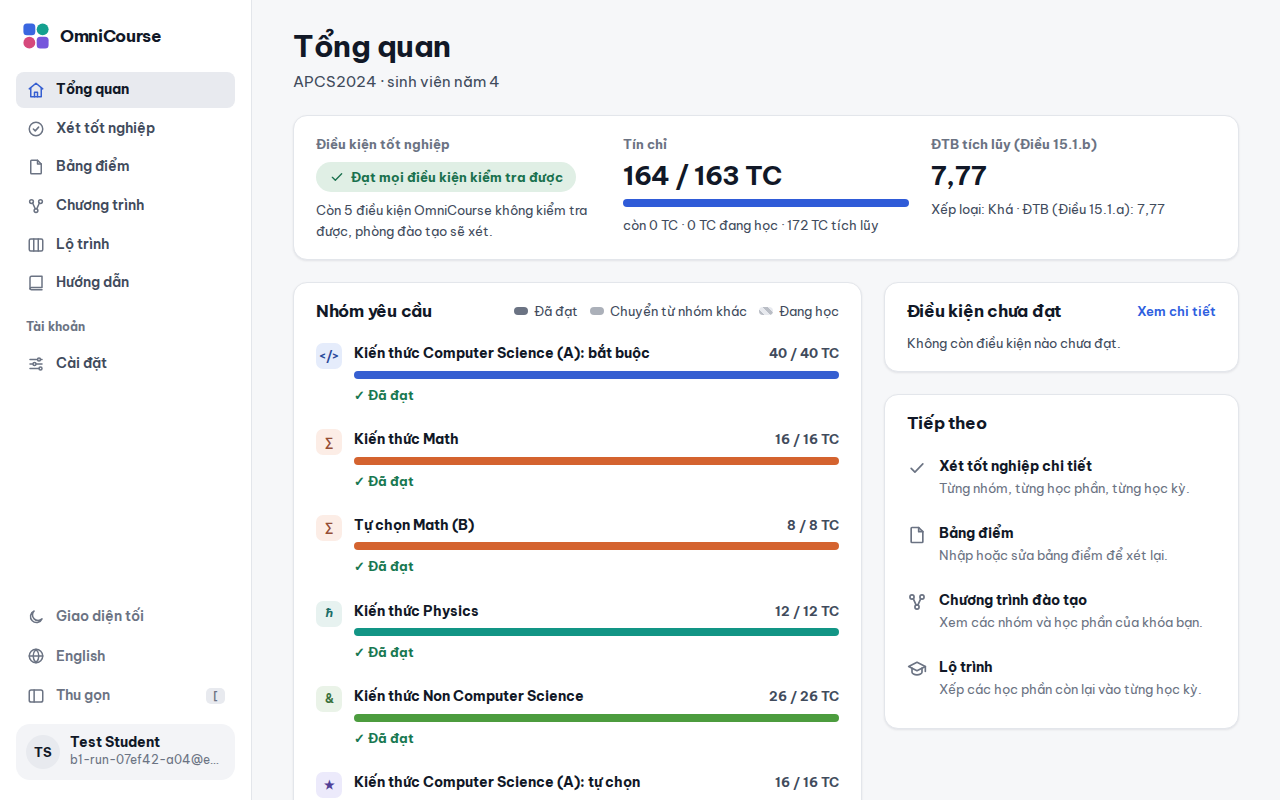 OmniCourse
Tổng quan
Xét tốt nghiệp
Bảng điểm
Chương trình
Lộ trình
Hướng dẫn
Tài khoản
Cài đặt
Giao diện tối
English
Thu gọn [
TS
Test Student
b1-run-07ef42-a04@e...
Tổng quan
APCS2024 · sinh viên năm 4
Điều kiện tốt nghiệp
Đạt mọi điều kiện kiểm tra được
Còn 5 điều kiện OmniCourse không kiểm tra
được, phòng đào tạo sẽ xét.
Tín chỉ
164 / 163 TC
còn 0 TC · 0 TC đang học · 172 TC tích lũy
ĐTB tích lũy (Điều 15.1.b)
7,77
Xếp loại: Khá · ĐTB (Điều 15.1.a): 7,77
Nhóm yêu cầu
Đã đạt Chuyển từ nhóm khác Đang học
</> Kiến thức Computer Science (A): bắt buộc 40 / 40 TC
✓ Đã đạt
∑ Kiến thức Math 16 / 16 TC
✓ Đã đạt
∑ Tự chọn Math (B) 8 / 8 TC
✓ Đã đạt
ℏ Kiến thức Physics 12 / 12 TC
✓ Đã đạt
& Kiến thức Non Computer Science 26 / 26 TC
✓ Đã đạt
★ Kiến thức Computer Science (A): tự chọn 16 / 16 TC
Điều kiện chưa đạt Xem chi tiết
Không còn điều kiện nào chưa đạt.
Tiếp theo
Xét tốt nghiệp chi tiết
Từng nhóm, từng học phần, từng học kỳ.
Bảng điểm
Nhập hoặc sửa bảng điểm để xét lại.
Chương trình đào tạo
Xem các nhóm và học phần của khóa bạn.
Lộ trình
Xếp các học phần còn lại vào từng học kỳ.